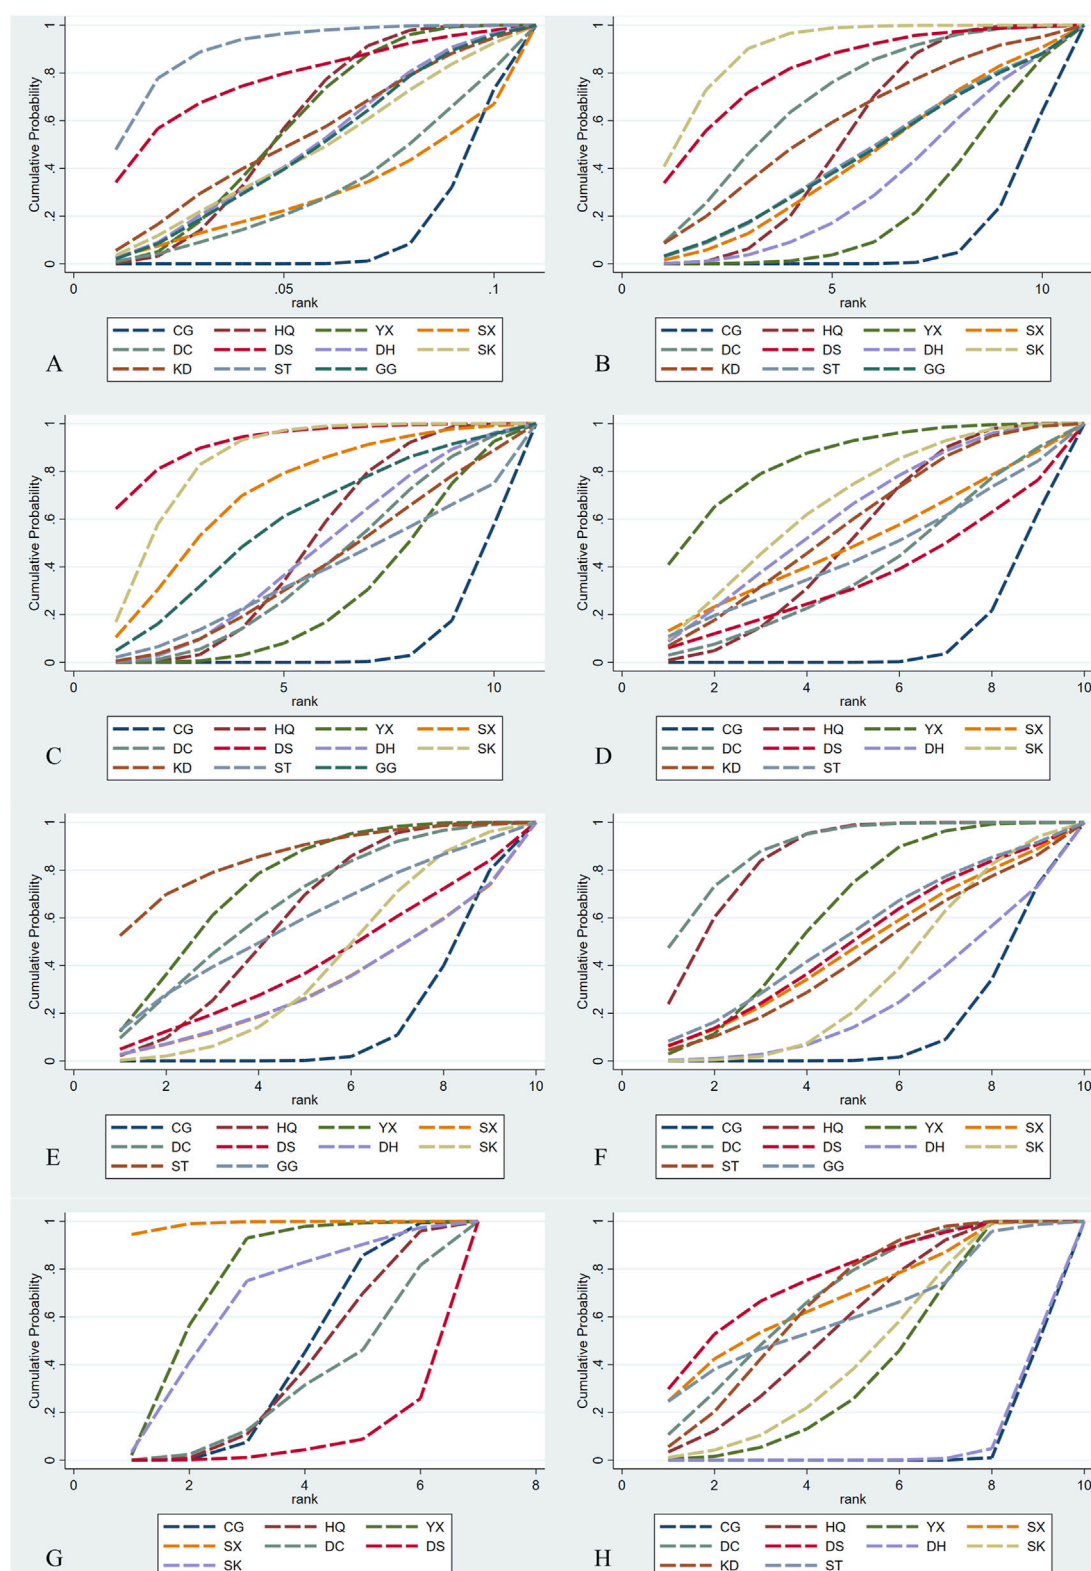 Cumulative Probability
0 .2 .4 .6 .8 1
0 .05 .1
rank
CG HQ YX SX
DC DS DH SK
KD ST GG
A
Cumulative Probability
0 .2 .4 .6 .8 1
0 5 10
rank
CG HQ YX SX
DC DS DH SK
KD ST GG
B
Cumulative Probability
0 .2 .4 .6 .8 1
0 5 10
rank
CG HQ YX SX
DC DS DH SK
KD ST GG
C
Cumulative Probability
0 .2 .4 .6 .8 1
0 2 4 6 8 10
rank
CG HQ YX SX
DC DS DH SK
KD ST
D
Cumulative Probability
0 .2 .4 .6 .8 1
0 2 4 6 8 10
rank
CG HQ YX SX
DC DS DH SK
ST GG
E
Cumulative Probability
0 .2 .4 .6 .8 1
0 2 4 6 8 10
rank
CG HQ YX SX
DC DS DH SK
ST GG
F
Cumulative Probability
0 .2 .4 .6 .8 1
0 2 4 6 8
rank
CG HQ YX
SX DC DS
SK
G
Cumulative Probability
0 .2 .4 .6 .8 1
0 2 4 6 8 10
rank
CG HQ YX SX
DC DS DH SK
KD ST
H